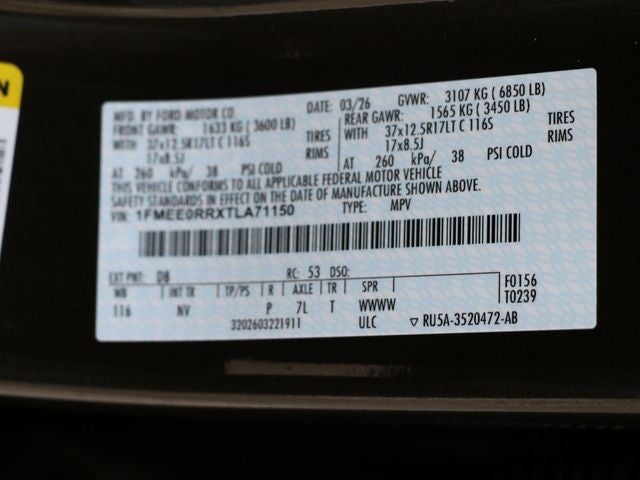 N
MFD. BY FORD MOTOR CO.
DATE: 03/26 GVWR: 3107 KG ( 6850 LB)
FRONT GAWR: 1633 KG ( 3600 LB)
REAR GAWR: 1565 KG ( 3450 LB)
WITH 37x12.5R17LT C 116S TIRES
WITH 37x12.5R17LT C 116S TIRES
17x8.5J RIMS
17x8.5J RIMS
AT 260 kPa/ 38 PSI COLD
AT 260 kPa/ 38 PSI COLD
THIS VEHICLE CONFORMS TO ALL APPLICABLE FEDERAL MOTOR VEHICLE
SAFETY STANDARDS IN EFFECT ON THE DATE OF MANUFACTURE SHOWN ABOVE.
VIN: 1FMEE0RRXTLA71150 TYPE: MPV
EXT PNT: DB RC: 53 DSO: F0156
WB INT TR TP/PS R AXLE TR SPR T0239
116 NV P 7L T WWWW
3202603221911 ULC ▽ RU5A-3520472-AB